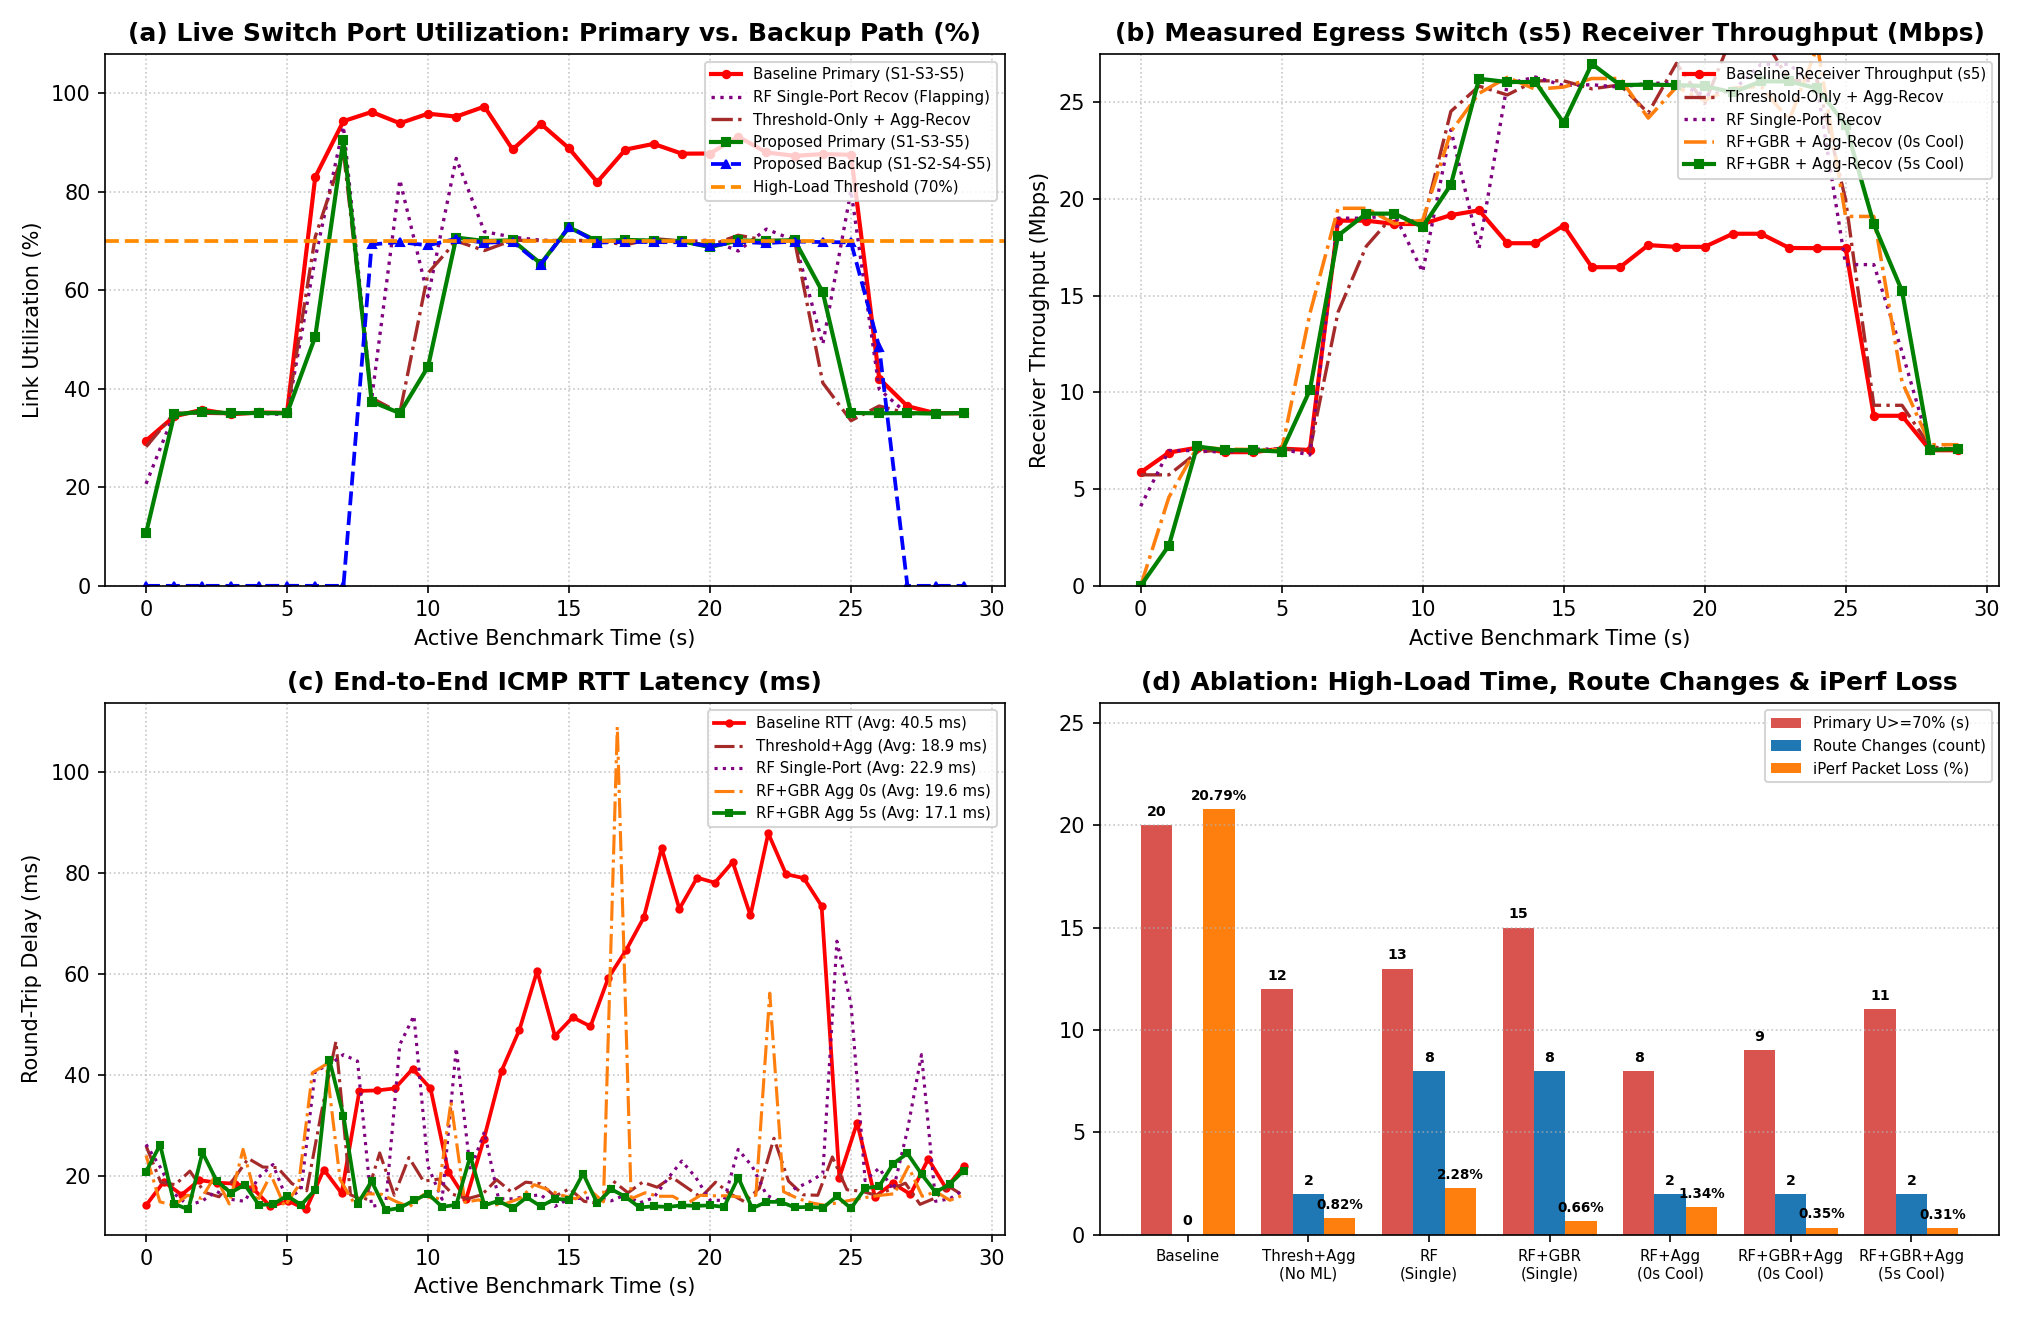 (a) Live Switch Port Utilization: Primary vs. Backup Path (%)
Link Utilization (%)
100
80
60
40
20
0
0 5 10 15 20 25 30
Active Benchmark Time (s)
Baseline Primary (S1-S3-S5)
RF Single-Port Recov (Flapping)
Threshold-Only + Agg-Recov
Proposed Primary (S1-S3-S5)
Proposed Backup (S1-S2-S4-S5)
High-Load Threshold (70%)
(b) Measured Egress Switch (s5) Receiver Throughput (Mbps)
Receiver Throughput (Mbps)
25
20
15
10
5
0
0 5 10 15 20 25 30
Active Benchmark Time (s)
Baseline Receiver Throughput (s5)
Threshold-Only + Agg-Recov
RF Single-Port Recov
RF+GBR + Agg-Recov (0s Cool)
RF+GBR + Agg-Recov (5s Cool)
(c) End-to-End ICMP RTT Latency (ms)
Round-Trip Delay (ms)
100
80
60
40
20
0 5 10 15 20 25 30
Active Benchmark Time (s)
Baseline RTT (Avg: 40.5 ms)
Threshold+Agg (Avg: 18.9 ms)
RF Single-Port (Avg: 22.9 ms)
RF+GBR Agg 0s (Avg: 19.6 ms)
RF+GBR Agg 5s (Avg: 17.1 ms)
(d) Ablation: High-Load Time, Route Changes & iPerf Loss
25
20
15
10
5
0
Primary U>=70% (s)
Route Changes (count)
iPerf Packet Loss (%)
20 0 20.79%
12 2 0.82%
13 8 2.28%
15 8 0.66%
8 2 1.34%
9 2 0.35%
11 2 0.31%
Baseline
Thresh+Agg
(No ML)
RF
(Single)
RF+GBR
(Single)
RF+Agg
(0s Cool)
RF+GBR+Agg
(0s Cool)
RF+GBR+Agg
(5s Cool)